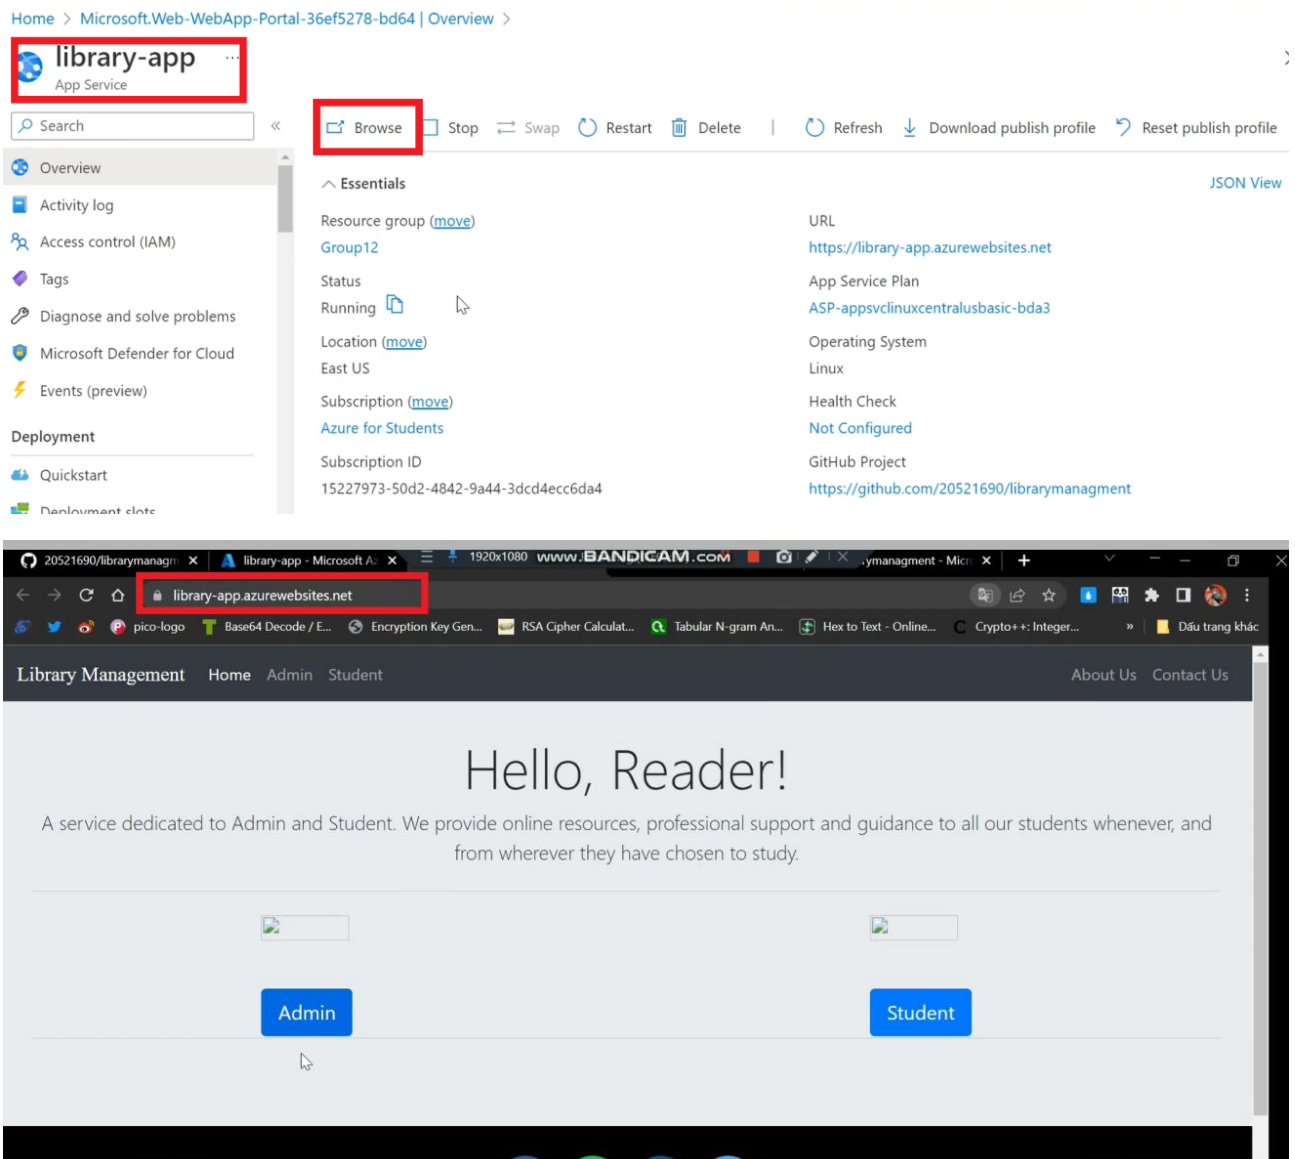 Home > Microsoft.Web-WebApp-Portal-36ef5278-bd64 | Overview >
library-app ...
App Service
Search «
Browse Stop Swap Restart Delete | Refresh Download publish profile Reset publish profile
Overview
Activity log
Access control (IAM)
Tags
Diagnose and solve problems
Microsoft Defender for Cloud
Events (preview)
Deployment
Quickstart
Deployment slots
Essentials
JSON View
Resource group (move)
Group12
Status
Running
Location (move)
East US
Subscription (move)
Azure for Students
Subscription ID
15227973-50d2-4842-9a44-3dcd4ecc6da4
URL
https://library-app.azurewebsites.net
App Service Plan
ASP-appsvclinuxcentralusbasic-bda3
Operating System
Linux
Health Check
Not Configured
GitHub Project
https://github.com/20521690/librarymanagment
20521690/librarymanagm library-app - Microsoft Az 1920x1080 www.BANDICAM.com ymanagment - Micro
library-app.azurewebsites.net
pico-logo Base64 Decode / E... Encryption Key Gen... RSA Cipher Calculat... Tabular N-gram An... Hex to Text - Online... Crypto++: Integer... » Dấu trang khác
Library Management Home Admin Student About Us Contact Us
Hello, Reader!
A service dedicated to Admin and Student. We provide online resources, professional support and guidance to all our students whenever, and
from wherever they have chosen to study.
Admin Student